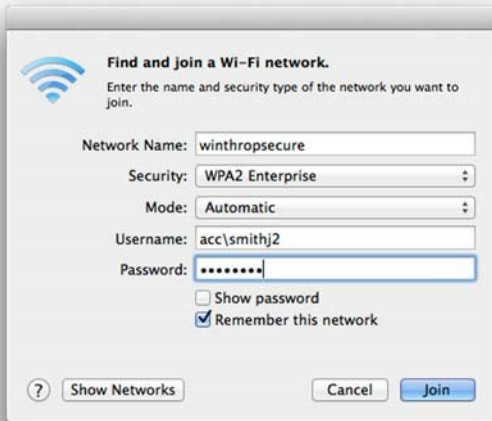 Find and join a Wi-Fi network.
Enter the name and security type of the network you want to
join.
Network Name: winthropsecure
Security: WPA2 Enterprise
Mode: Automatic
Username: acc\smithj2
Password: ••••••••
Show password
Remember this network
? Show Networks Cancel Join